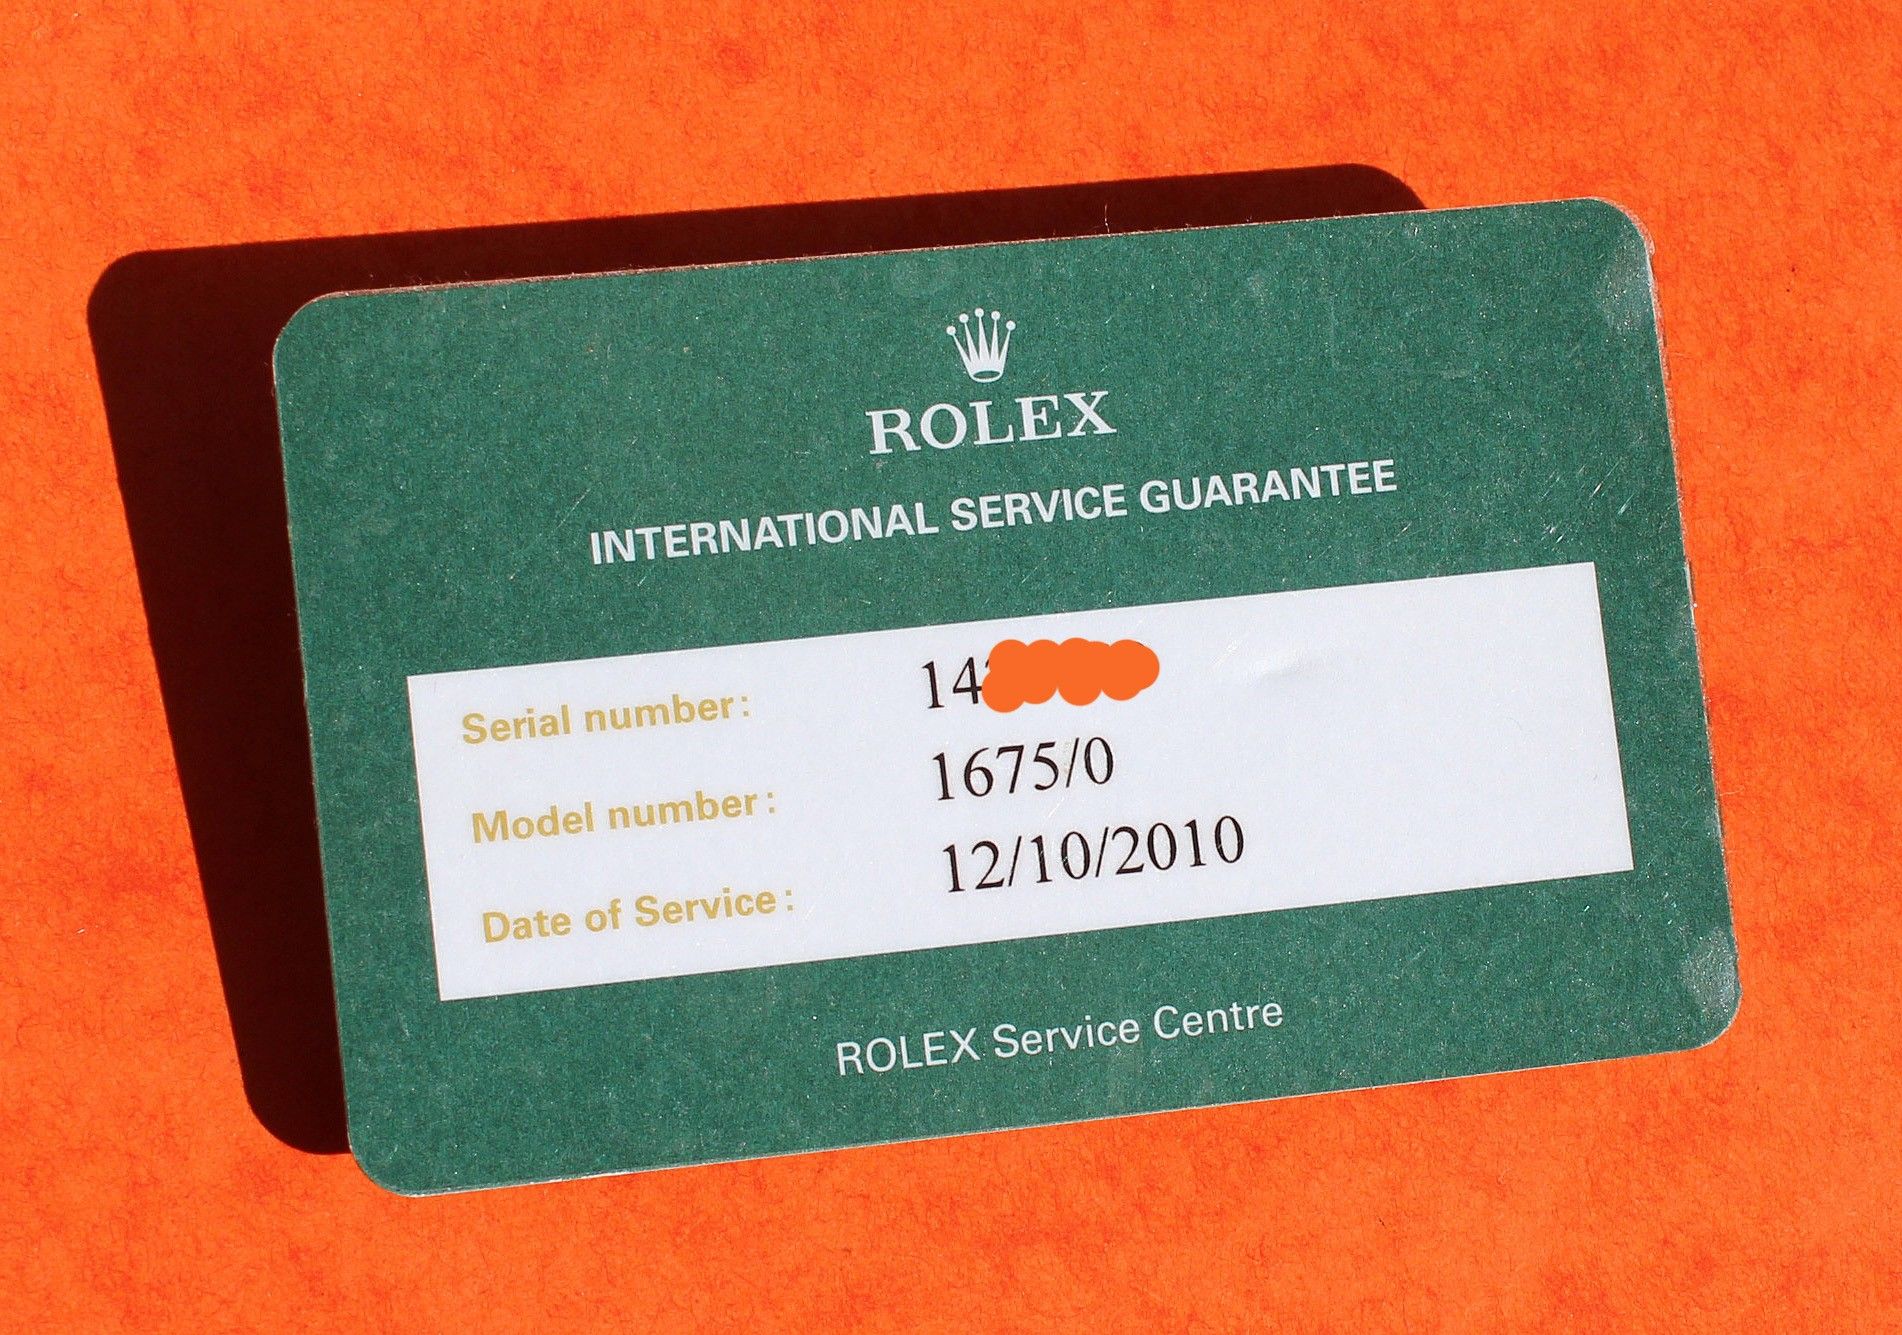 ROLEX
INTERNATIONAL SERVICE GUARANTEE
Serial number: 14
Model number: 1675/0
Date of Service: 12/10/2010
ROLEX Service Centre